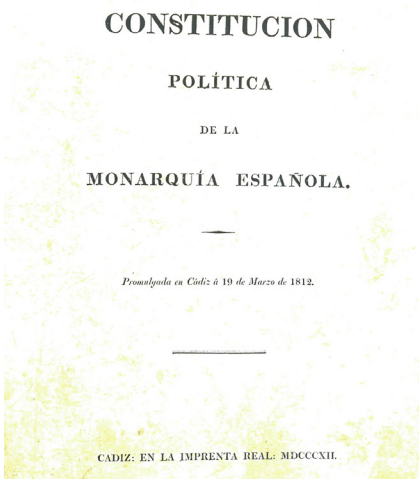 CONSTITUCION
POLÍTICA
DE LA
MONARQUÍA ESPAÑOLA.
Promulgada en Cádiz á 19 de Marzo de 1812.
CADIZ: EN LA IMPRENTA REAL: MDCCCXII.